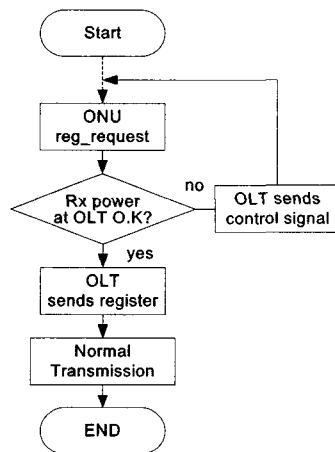 Start
ONU
reg_request
Rx power
at OLT O.K?
no
OLT sends
control signal
yes
OLT
sends register
Normal
Transmission
END